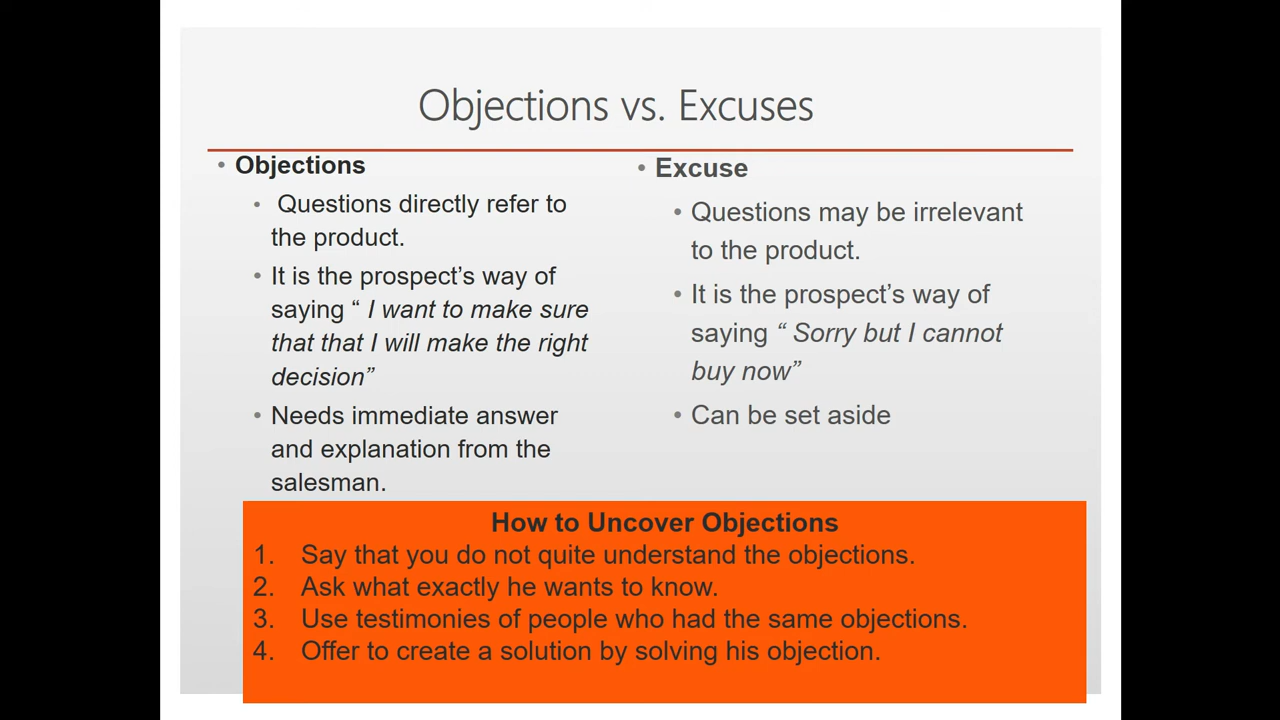 Objections vs. Excuses
• Objections
• Questions directly refer to
the product.
• It is the prospect’s way of
saying “ I want to make sure
that that I will make the right
decision”
• Needs immediate answer
and explanation from the
salesman.
• Excuse
• Questions may be irrelevant
to the product.
• It is the prospect’s way of
saying “ Sorry but I cannot
buy now”
• Can be set aside
How to Uncover Objections
1. Say that you do not quite understand the objections.
2. Ask what exactly he wants to know.
3. Use testimonies of people who had the same objections.
4. Offer to create a solution by solving his objection.